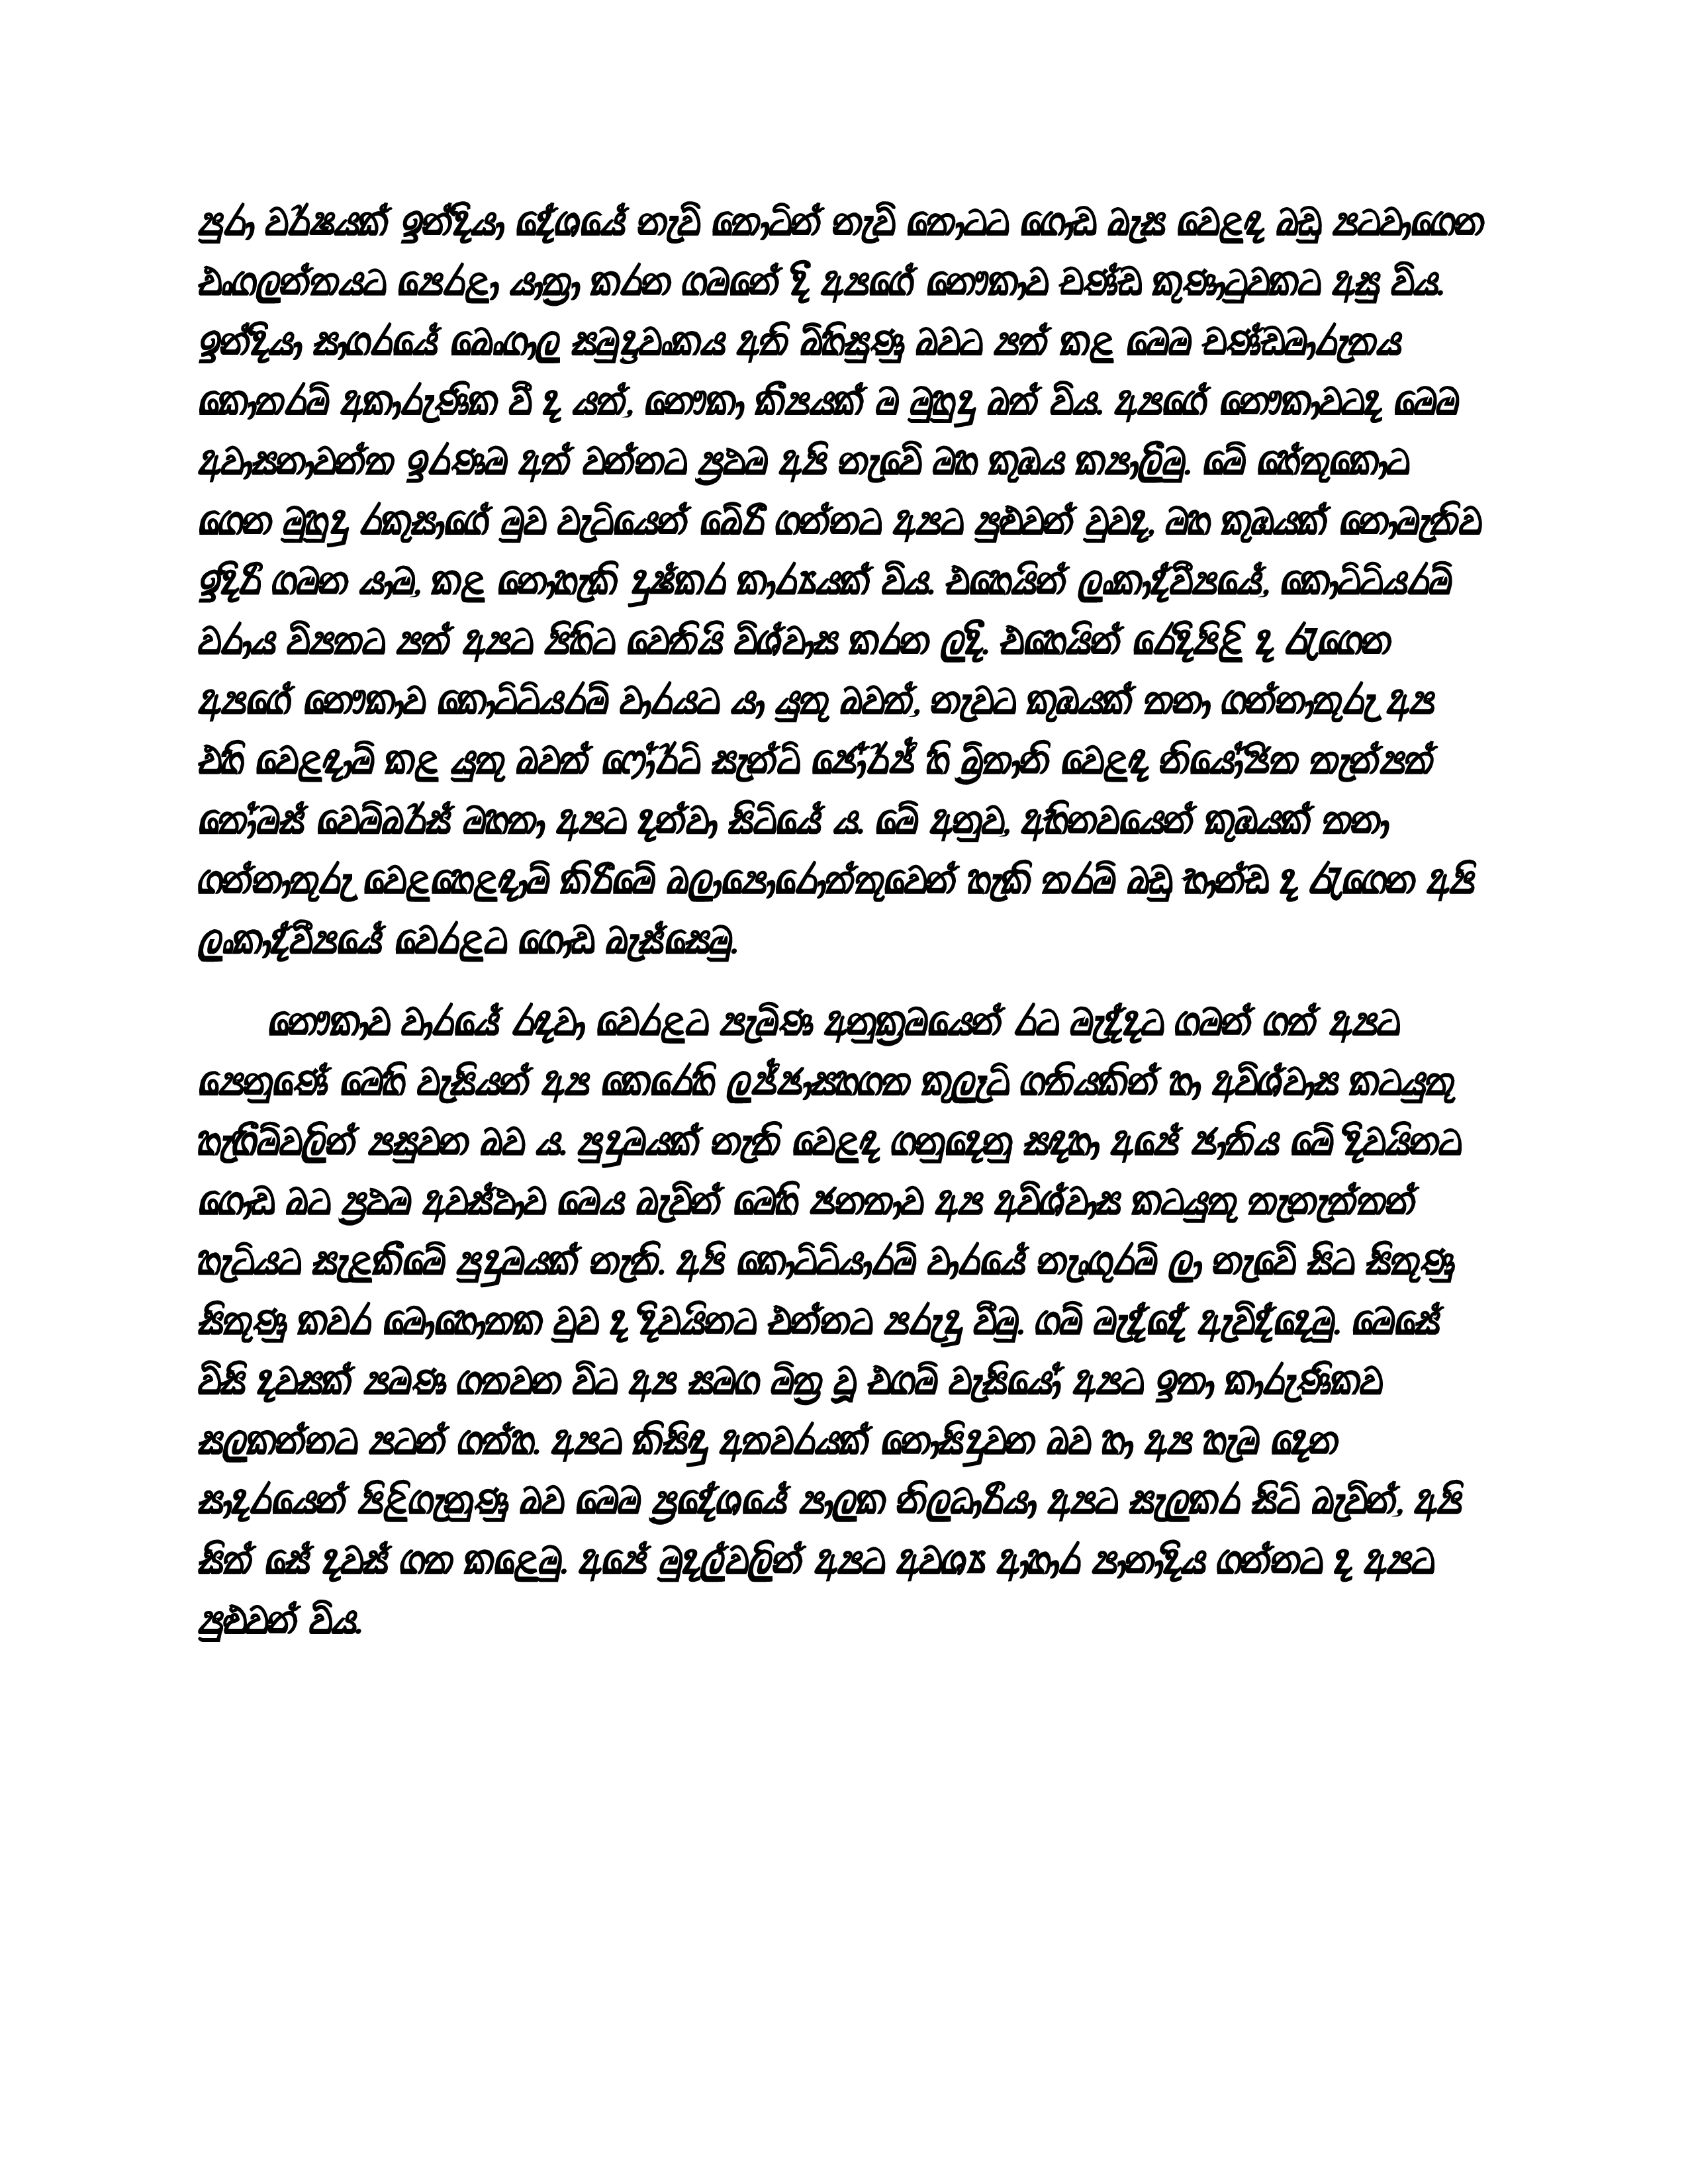 පුරා වර්ෂයක් ඉන්දියා දේශයේ නැව් තොටින් නැව් තොටට ගොඩ බැස වෙළඳ බඩු පටවාගෙන
එංගලන්තයට පෙරළා යාත්‍රා කරන ගමනේ දී අපගේ නෞකාව චණ්ඩ කුණාටුවකට අසු විය.
ඉන්දියා සාගරයේ බෙංගාල සමුද්‍රවංකය අති බිහිසුණු බවට පත් කළ මෙම චණ්ඩමාරුතය
කොතරම් අකාරුණික වී ද යත්, නෞකා කීපයක් ම මුහුදු බත් විය. අපගේ නෞකාවටද මෙම
අවාසනාවන්ත ඉරණම අත් වන්නට ප්‍රථම අපි නැවේ මහ කුඹය කපාලීමු. මේ හේතුකොට
ගෙන මුහුදු රකුසාගේ මුව වැටියෙන් බේරී ගන්නට අපට පුළුවන් වුවද, මහ කුඹයක් නොමැතිව
ඉදිරි ගමන යාම, කළ නොහැකි දුෂ්කර කාර්‍යයක් විය. එහෙයින් ලංකාද්වීපයේ, කොට්ටියරම්
වරාය ව්පතට පත් අපට පිහිට වෙතියි විශ්වාස කරන ලදී. එහෙයින් රෙදිපිළි ද රැගෙන
අපගේ නෞකාව කොට්ටියරම් වාරයට යා යුතු බවත්, නැවට කුඹයක් තනා ගන්නාතුරු අප
එහි වෙළඳාම් කළ යුතු බවත් ෆෝර්ට් සැන්ට් ජෝර්ජ් හි බ්‍රිතානි වෙළඳ නියෝජිත තැන්පත්
තෝමස් වෙම්බර්ස් මහතා අපට දන්වා සිටියේ ය. මේ අනුව, අභිනවයෙන් කුඹයක් තනා
ගන්නාතුරු වෙළහෙළඳාම් කිරීමේ බලාපොරොත්තුවෙන් හැකි තරම් බඩු භාන්ඩ ද රැගෙන අපි
ලංකාද්වීපයේ වෙරළට ගොඩ බැස්සෙමු.
නෞකාව වාරයේ රඳවා වෙරළට පැමිණ අනුක්‍රමයෙන් රට මැද්දට ගමන් ගත් අපට
පෙනුණේ මෙහි වැසියන් අප කෙරෙහි ලජ්ජාසහගත කුලෑටි ගතියකින් හා අවිශ්වාස කටයුතු
හැඟීම්වලින් පසුවන බව ය. පුදුමයක් නැති වෙළඳ ගනුදෙනු සඳහා අපේ ජාතිය මේ දිවයිනට
ගොඩ බට ප්‍රථම අවස්ථාව මෙය බැවින් මෙහි ජනතාව අප අවිශ්වාස කටයුතු තැනැත්තන්
හැටියට සැළකීමේ පුදුමයක් නැති. අපි කොට්ටියාරම් වාරයේ නැංගුරම් ලා නැවේ සිට සිතුණු
සිතුණු කවර මොහොතක වුව ද දිවයිනට එන්නට පරුදු වීමු. ගම් මැද්දේ ඇවිද්දෙමු. මෙසේ
විසි දවසක් පමණ ගතවන විට අප සමග මිත්‍ර වූ එගම් වැසියෝ අපට ඉතා කාරුණිකව
සලකන්නට පටන් ගත්හ. අපට කිසිඳු අතවරයක් නොසිදුවන බව හා අප හැම දෙන
සාදරයෙන් පිළිගැනුණු බව මෙම ප්‍රදේශයේ පාලක නිලධාරියා අපට සැලකර සිටි බැවින්, අපි
සිත් සේ දවස් ගත කළෙමු. අපේ මුදල්වලින් අපට අවශ්‍ය ආහාර පානාදිය ගන්නට ද අපට
පුළුවන් විය.